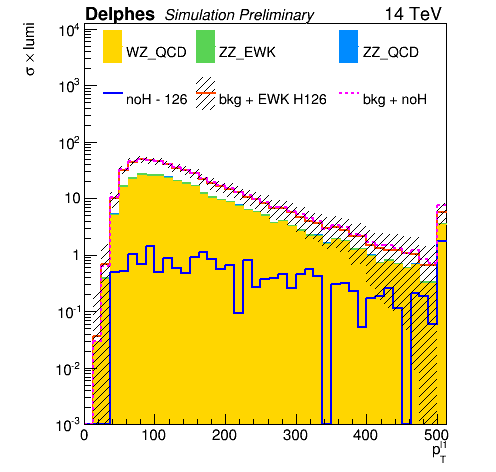 Delphes Simulation Preliminary 14 TeV
σ × lumi
WZ_QCD ZZ_EWK ZZ_QCD
noH - 126 bkg + EWK H126 bkg + noH
10⁴
10³
10²
10
1
10⁻¹
10⁻²
10⁻³
0 100 200 300 400 500
p_T^l1